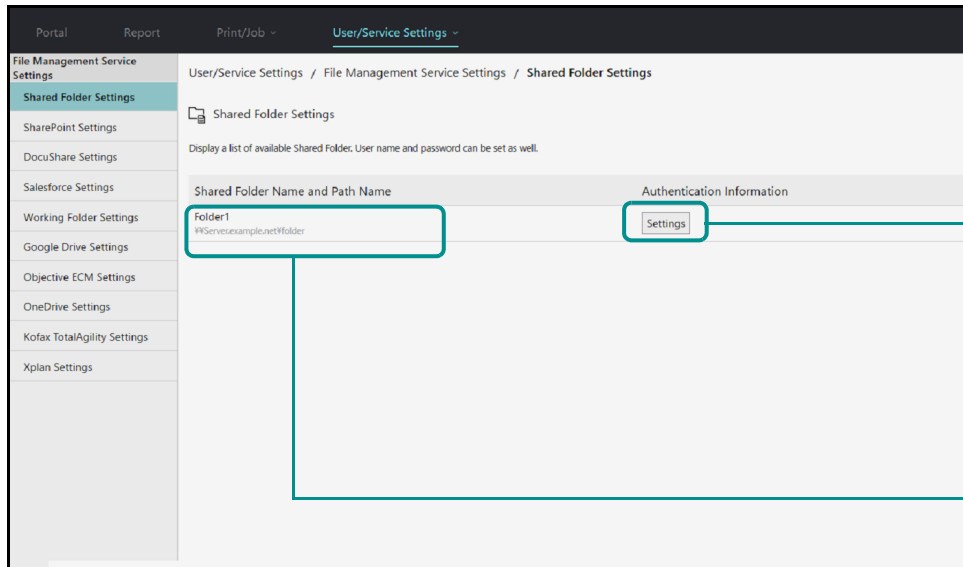 Portal Report Print/Job User/Service Settings
File Management Service
Settings
Shared Folder Settings
SharePoint Settings
DocuShare Settings
Salesforce Settings
Working Folder Settings
Google Drive Settings
Objective ECM Settings
OneDrive Settings
Kofax TotalAgility Settings
Xplan Settings
User/Service Settings / File Management Service Settings / Shared Folder Settings
Shared Folder Settings
Display a list of available Shared Folder. User name and password can be set as well.
Shared Folder Name and Path Name Authentication Information
Folder1 Settings
¥¥Server.example.net¥folder